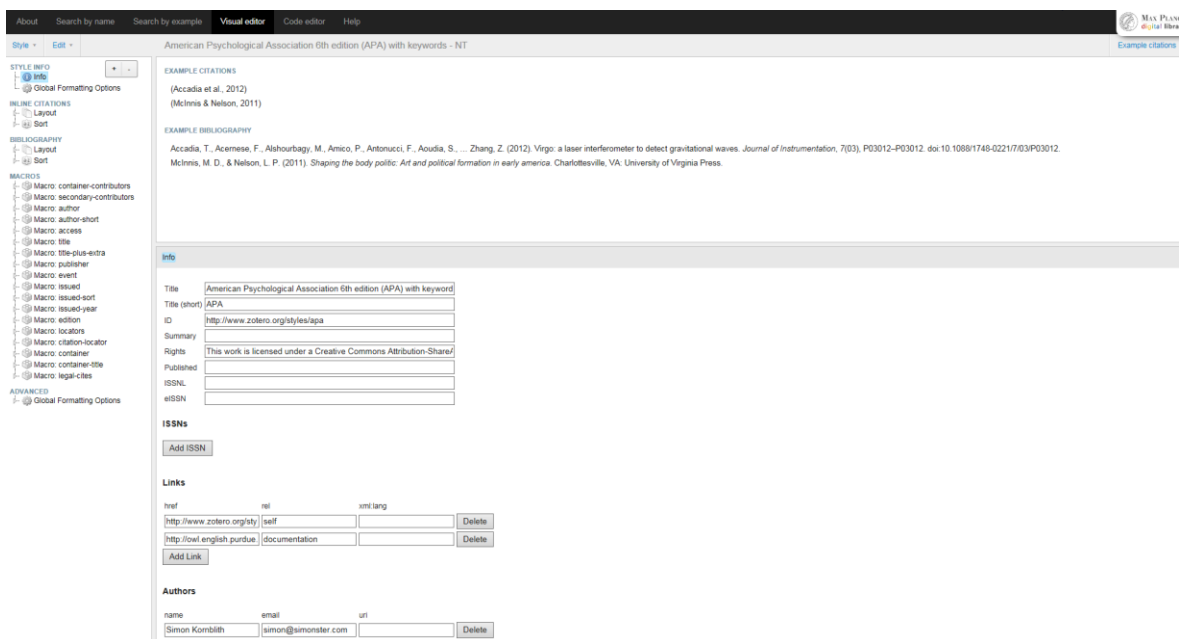 About Search by name Search by example Visual editor Code editor Help
MAX PLANC
digital libra
Style Edit American Psychological Association 6th edition (APA) with keywords - NT Example citations
STYLE INFO + -
Info
Global Formatting Options
INLINE CITATIONS
Layout
Sort
BIBLIOGRAPHY
Layout
Sort
MACROS
Macro: container-contributors
Macro: secondary-contributors
Macro: author
Macro: author-short
Macro: access
Macro: title
Macro: title-plus-extra
Macro: publisher
Macro: event
Macro: issued
Macro: issued-sort
Macro: issued-year
Macro: edition
Macro: locators
Macro: citation-locator
Macro: container
Macro: container-title
Macro: legal-cites
ADVANCED
Global Formatting Options
EXAMPLE CITATIONS
(Accadia et al., 2012)
(McInnis & Nelson, 2011)
EXAMPLE BIBLIOGRAPHY
Accadia, T., Acernese, F., Alshourbagy, M., Amico, P., Antonucci, F., Aoudia, S., … Zhang, Z. (2012). Virgo: a laser interferometer to detect gravitational waves. Journal of Instrumentation, 7(03), P03012–P03012. doi:10.1088/1748-0221/7/03/P03012.
McInnis, M. D., & Nelson, L. P. (2011). Shaping the body politic: Art and political formation in early america. Charlottesville, VA: University of Virginia Press.
Info
Title American Psychological Association 6th edition (APA) with keyword
Title (short) APA
ID http://www.zotero.org/styles/apa
Summary
Rights This work is licensed under a Creative Commons Attribution-ShareA
Published
ISSNL
eISSN
ISSNs
Add ISSN
Links
href rel xml:lang
http://www.zotero.org/sty self Delete
http://owl.english.purdue. documentation Delete
Add Link
Authors
name email uri
Simon Kornblith simon@simonster.com Delete